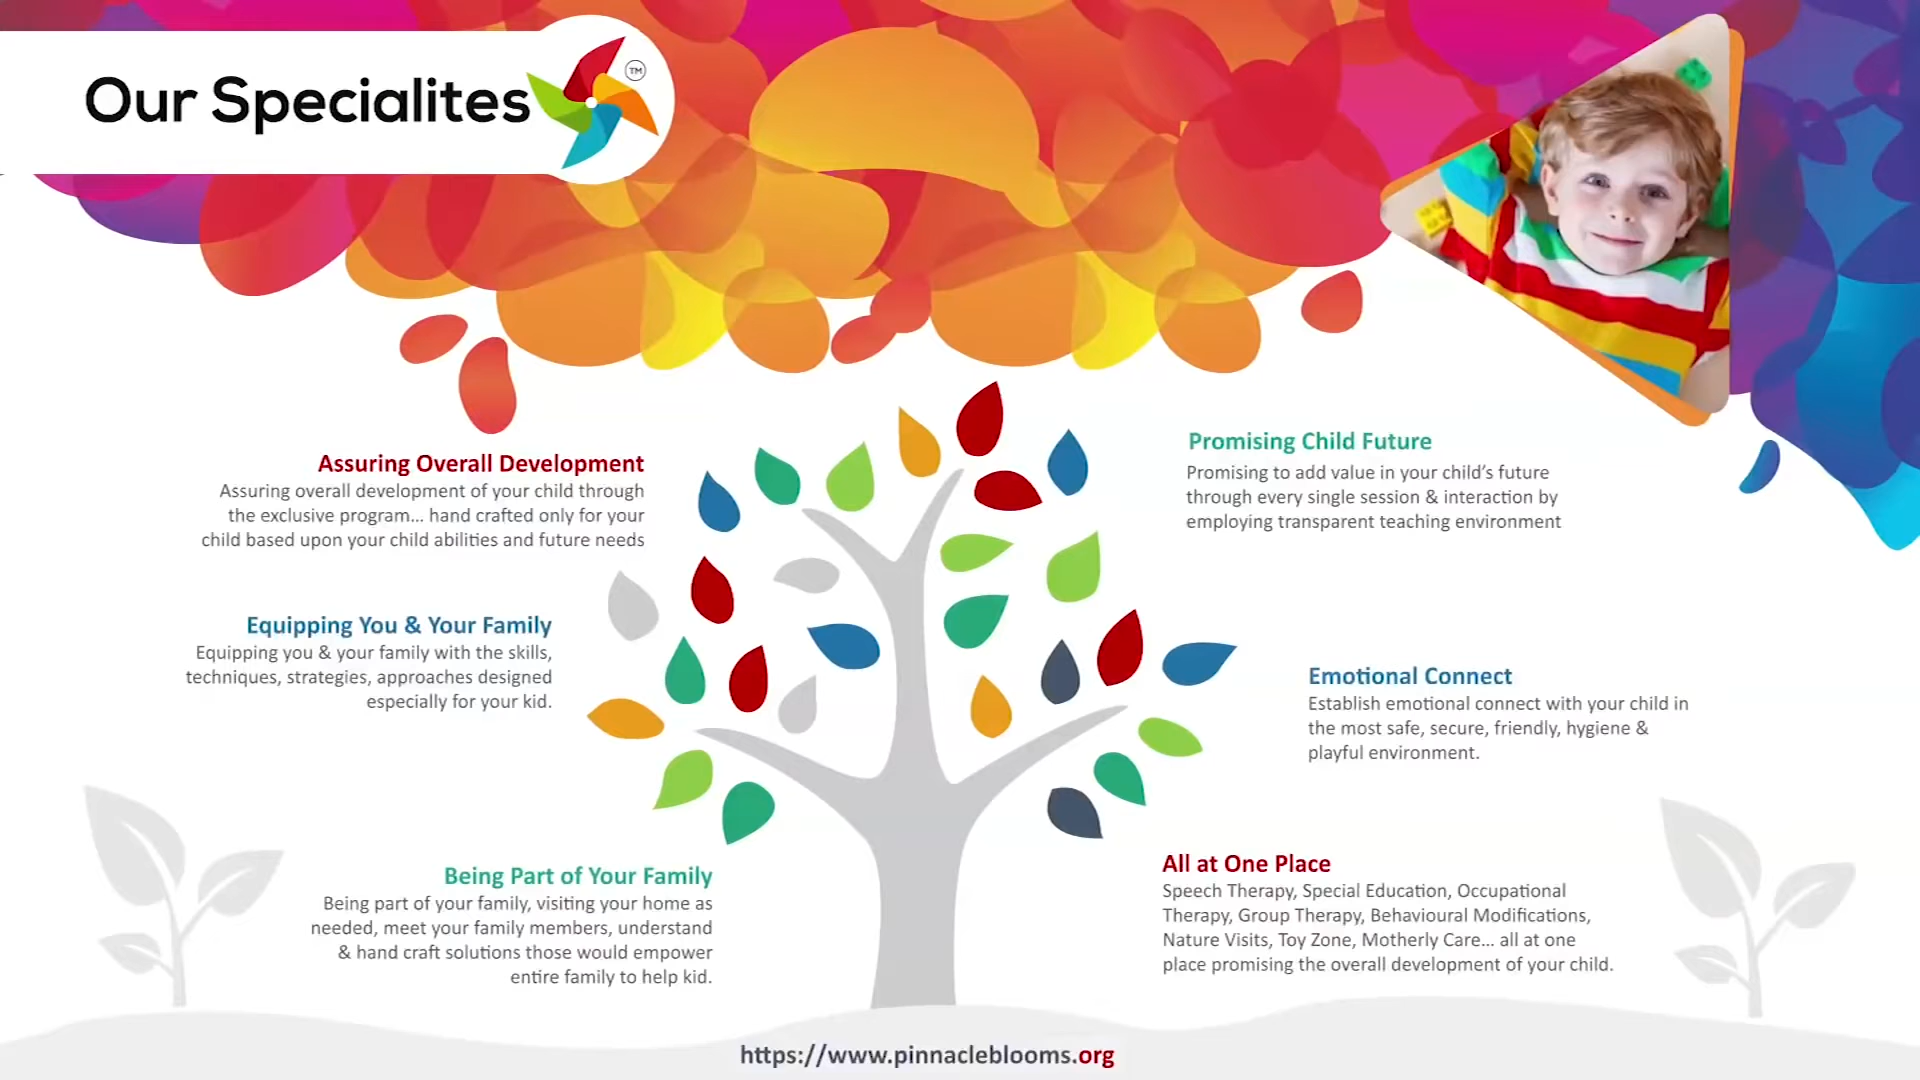 Our Specialites
TM
Assuring Overall Development
Assuring overall development of your child through
the exclusive program... hand crafted only for your
child based upon your child abilities and future needs
Equipping You & Your Family
Equipping you & your family with the skills,
techniques, strategies, approaches designed
especially for your kid.
Being Part of Your Family
Being part of your family, visiting your home as
needed, meet your family members, understand
& hand craft solutions those would empower
entire family to help kid.
Promising Child Future
Promising to add value in your child's future
through every single session & interaction by
employing transparent teaching environment
Emotional Connect
Establish emotional connect with your child in
the most safe, secure, friendly, hygiene &
playful environment.
All at One Place
Speech Therapy, Special Education, Occupational
Therapy, Group Therapy, Behavioural Modifications,
Nature Visits, Toy Zone, Motherly Care... all at one
place promising the overall development of your child.
https://www.pinnacleblooms.org